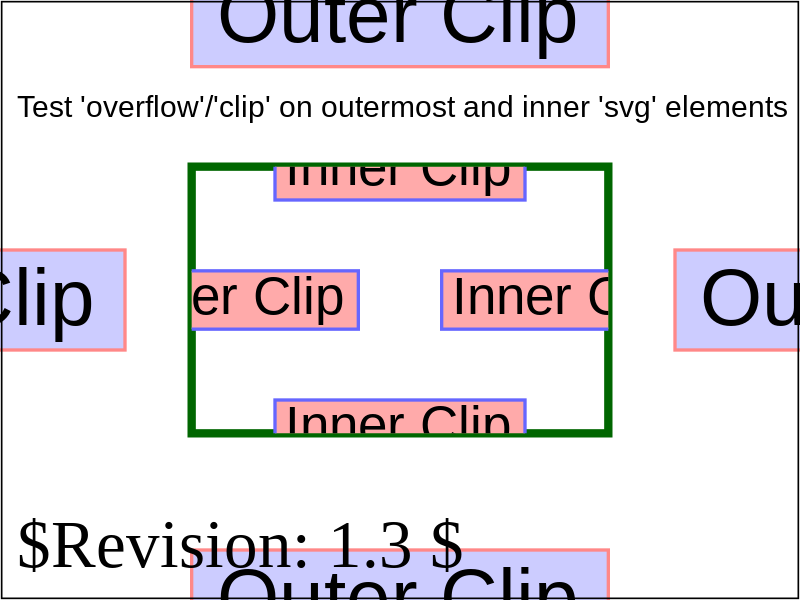 Outer Clip
Test 'overflow'/'clip' on outermost and inner 'svg' elements
Inner Clip
Clip
er Clip
Inner C
Ou
Inner Clip
$Revision: 1.3 $
Outer Clip